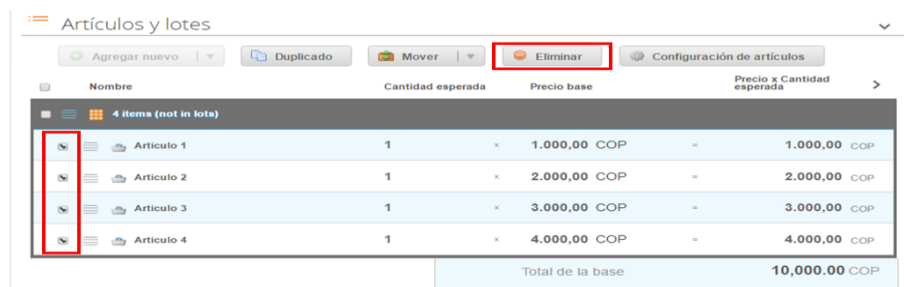 Artículos y lotes
Agregar nuevo Duplicado Mover Eliminar Configuración de artículos
Nombre Cantidad esperada Precio base Precio x Cantidad esperada >
4 items (not in lots)
Articulo 1 1 x 1.000,00 COP = 1.000,00 COP
Articulo 2 1 x 2.000,00 COP = 2.000,00 COP
Articulo 3 1 x 3.000,00 COP = 3.000,00 COP
Articulo 4 1 x 4.000,00 COP = 4.000,00 COP
Total de la base 10,000.00 COP